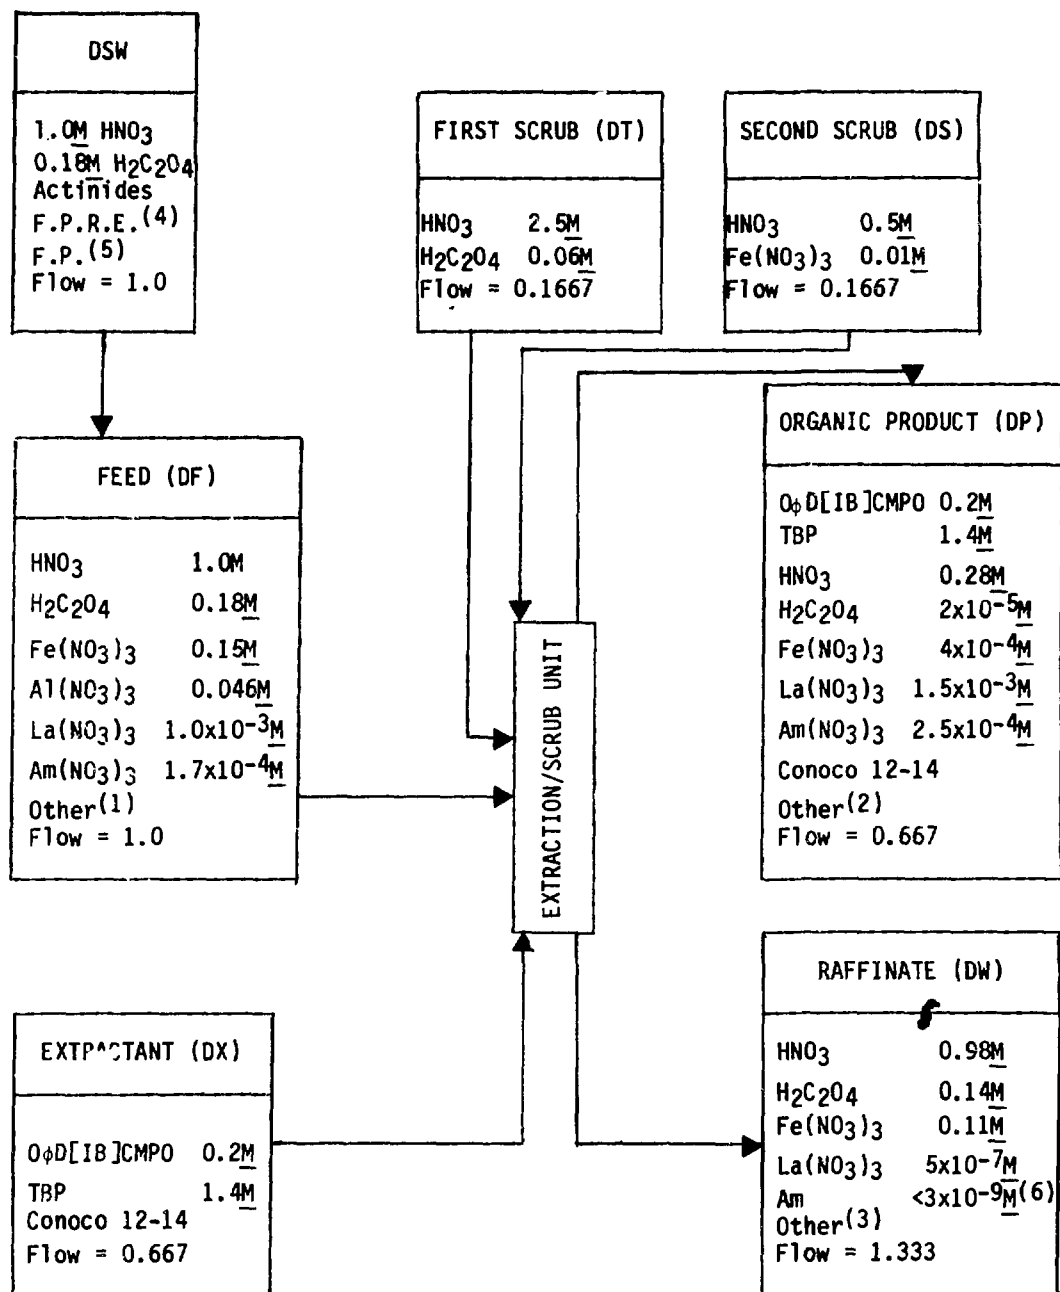 DSW
1.0M HNO3
0.18M H2C2O4
Actinides
F.P.R.E.(4)
F.P.(5)
Flow = 1.0
FIRST SCRUB (DT)
HNO3 2.5M
H2C2O4 0.06M
Flow = 0.1667
SECOND SCRUB (DS)
HNO3 0.5M
Fe(NO3)3 0.01M
Flow = 0.1667
FEED (DF)
HNO3 1.0M
H2C2O4 0.18M
Fe(NO3)3 0.15M
Al(NO3)3 0.046M
La(NO3)3 1.0x10-3M
Am(NO3)3 1.7x10-4M
Other(1)
Flow = 1.0
EXTRACTION/SCRUB UNIT
ORGANIC PRODUCT (DP)
OϕD[IB]CMPO 0.2M
TBP 1.4M
HNO3 0.28M
H2C2O4 2x10-5M
Fe(NO3)3 4x10-4M
La(NO3)3 1.5x10-3M
Am(NO3)3 2.5x10-4M
Conoco 12-14
Other(2)
Flow = 0.667
EXTRACTANT (DX)
OϕD[IB]CMPO 0.2M
TBP 1.4M
Conoco 12-14
Flow = 0.667
RAFFINATE (DW)
HNO3 0.98M
H2C2O4 0.14M
Fe(NO3)3 0.11M
La(NO3)3 5x10-7M
Am <3x10-9M(6)
Other(3)
Flow = 1.333